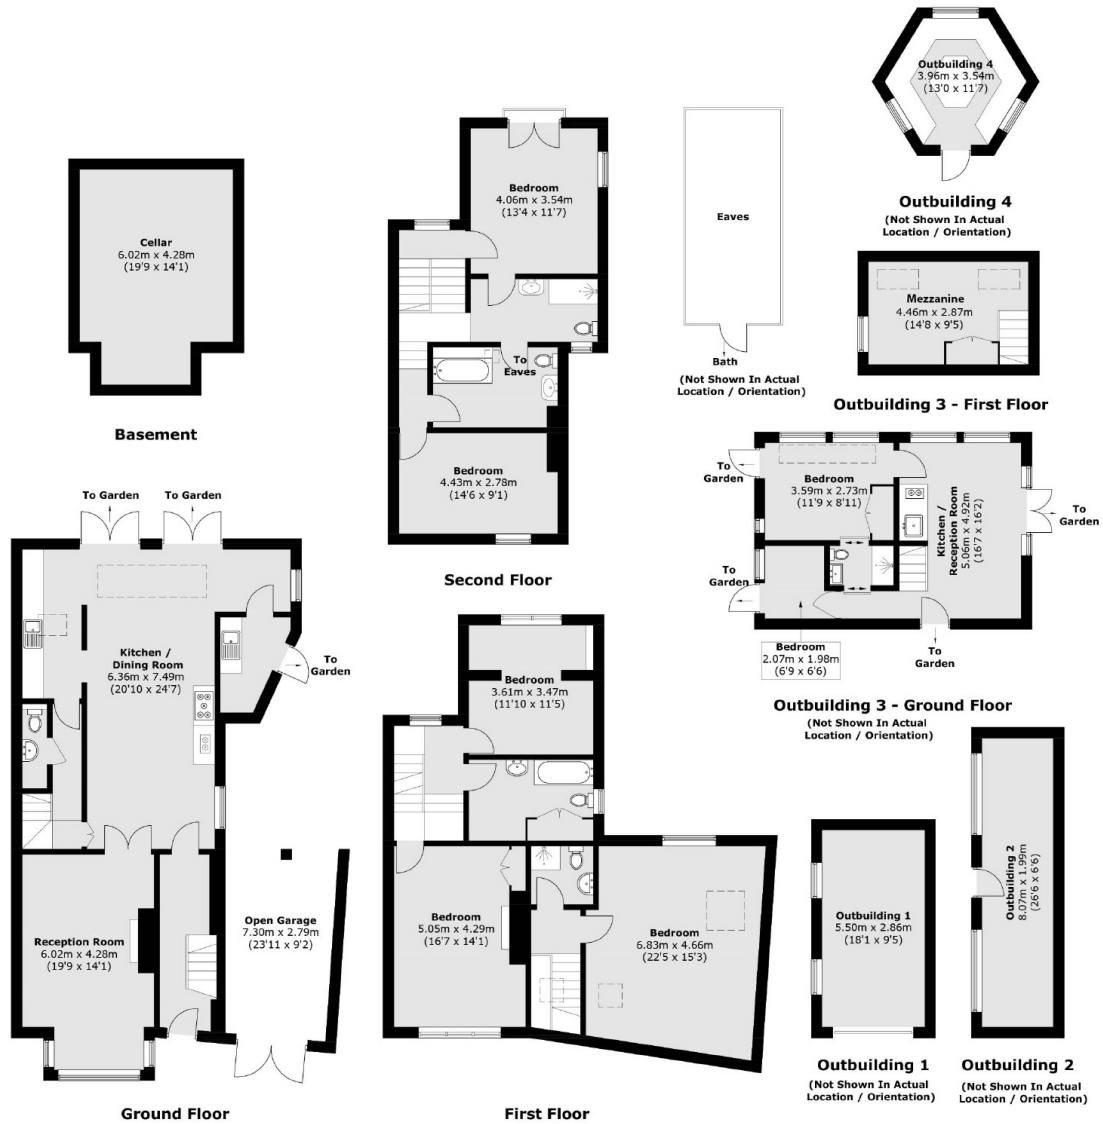 Outbuilding 4
3.96m x 3.54m
(13'0 x 11'7)
Outbuilding 4
(Not Shown In Actual
Location / Orientation)
Cellar
6.02m x 4.28m
(19'9 x 14'1)
Basement
Bedroom
4.06m x 3.54m
(13'4 x 11'7)
To
Eaves
Bedroom
4.43m x 2.78m
(14'6 x 9'1)
Second Floor
Eaves
Bath
(Not Shown In Actual
Location / Orientation)
Mezzanine
4.46m x 2.87m
(14'8 x 9'5)
Outbuilding 3 - First Floor
To
Garden
Bedroom
3.59m x 2.73m
(11'9 x 8'11)
Kitchen /
Reception Room
5.06m x 4.92m
(16'7 x 16'2)
To
Garden
To
Garden
Bedroom
2.07m x 1.98m
(6'9 x 6'6)
To
Garden
Outbuilding 3 - Ground Floor
(Not Shown In Actual
Location / Orientation)
To Garden
To Garden
Kitchen /
Dining Room
6.36m x 7.49m
(20'10 x 24'7)
To
Garden
Reception Room
6.02m x 4.28m
(19'9 x 14'1)
Open Garage
7.30m x 2.79m
(23'11 x 9'2)
Ground Floor
Bedroom
3.61m x 3.47m
(11'10 x 11'5)
Bedroom
5.05m x 4.29m
(16'7 x 14'1)
Bedroom
6.83m x 4.66m
(22'5 x 15'3)
First Floor
Outbuilding 1
5.50m x 2.86m
(18'1 x 9'5)
Outbuilding 1
(Not Shown In Actual
Location / Orientation)
Outbuilding 2
8.07m x 1.99m
(26'6 x 6'6)
Outbuilding 2
(Not Shown In Actual
Location / Orientation)